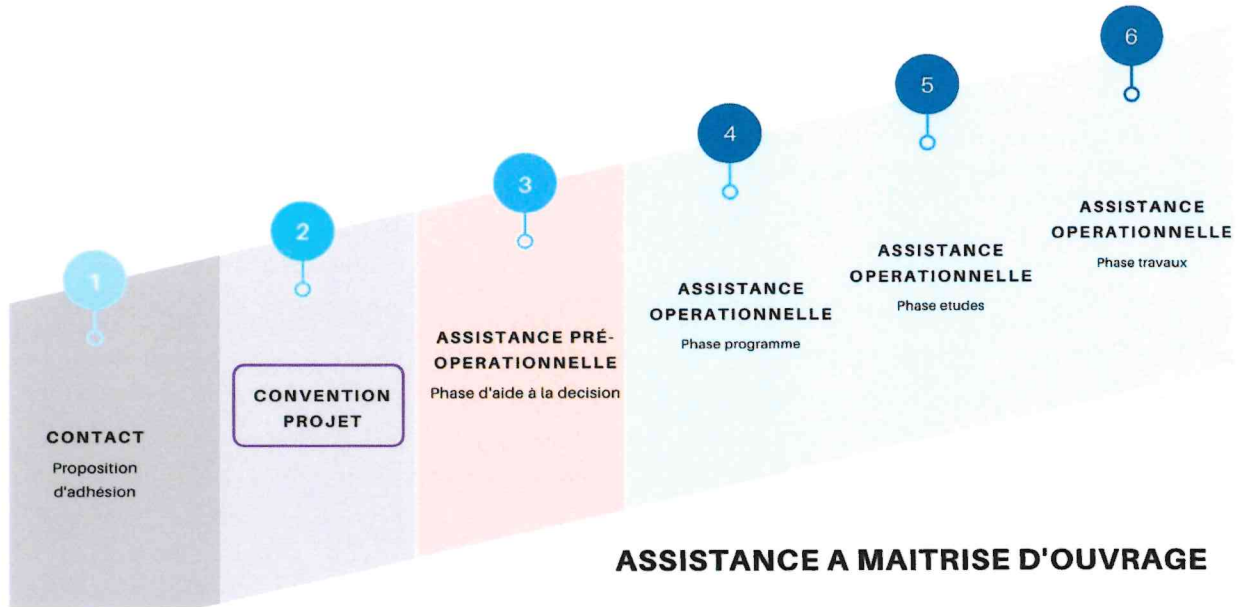 1
CONTACT
Proposition
d'adhésion
2
CONVENTION
PROJET
3
ASSISTANCE PRÉ-
OPERATIONNELLE
Phase d'aide à la decision
4
ASSISTANCE
OPERATIONNELLE
Phase programme
5
ASSISTANCE
OPERATIONNELLE
Phase etudes
6
ASSISTANCE
OPERATIONNELLE
Phase travaux
ASSISTANCE A MAITRISE D'OUVRAGE